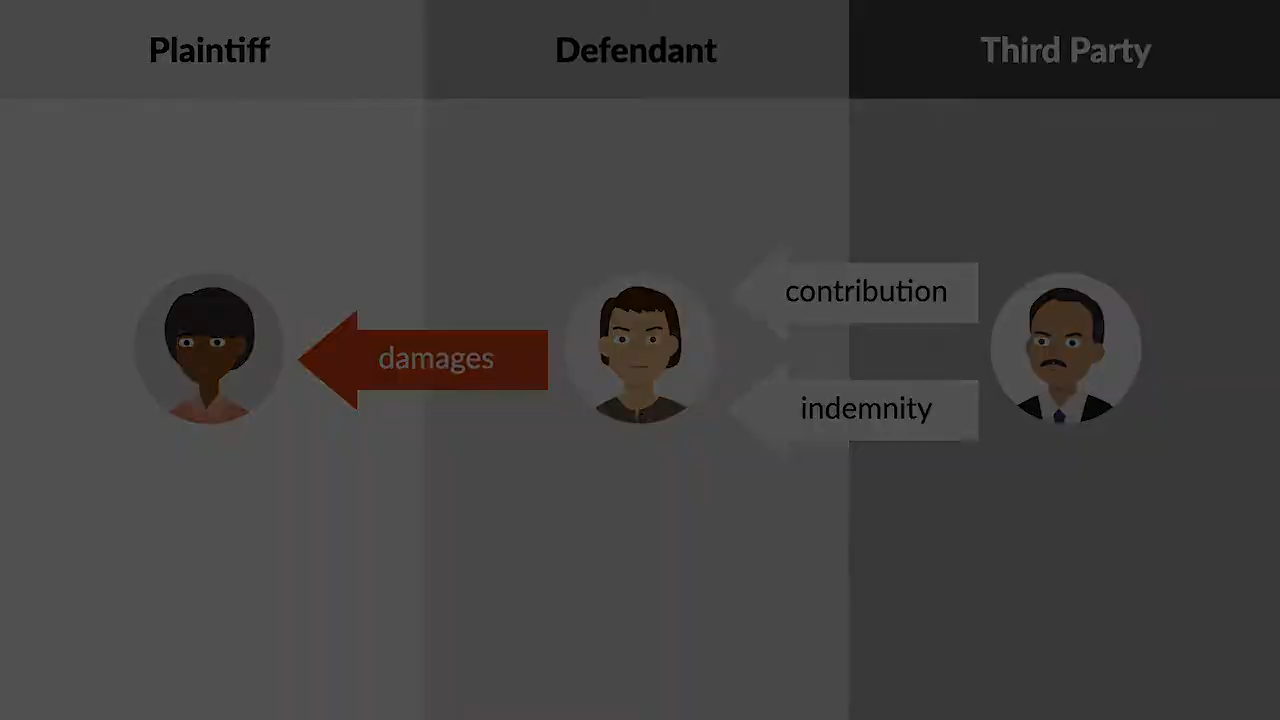 Plaintiff
Defendant
Third Party
damages
contribution
indemnity